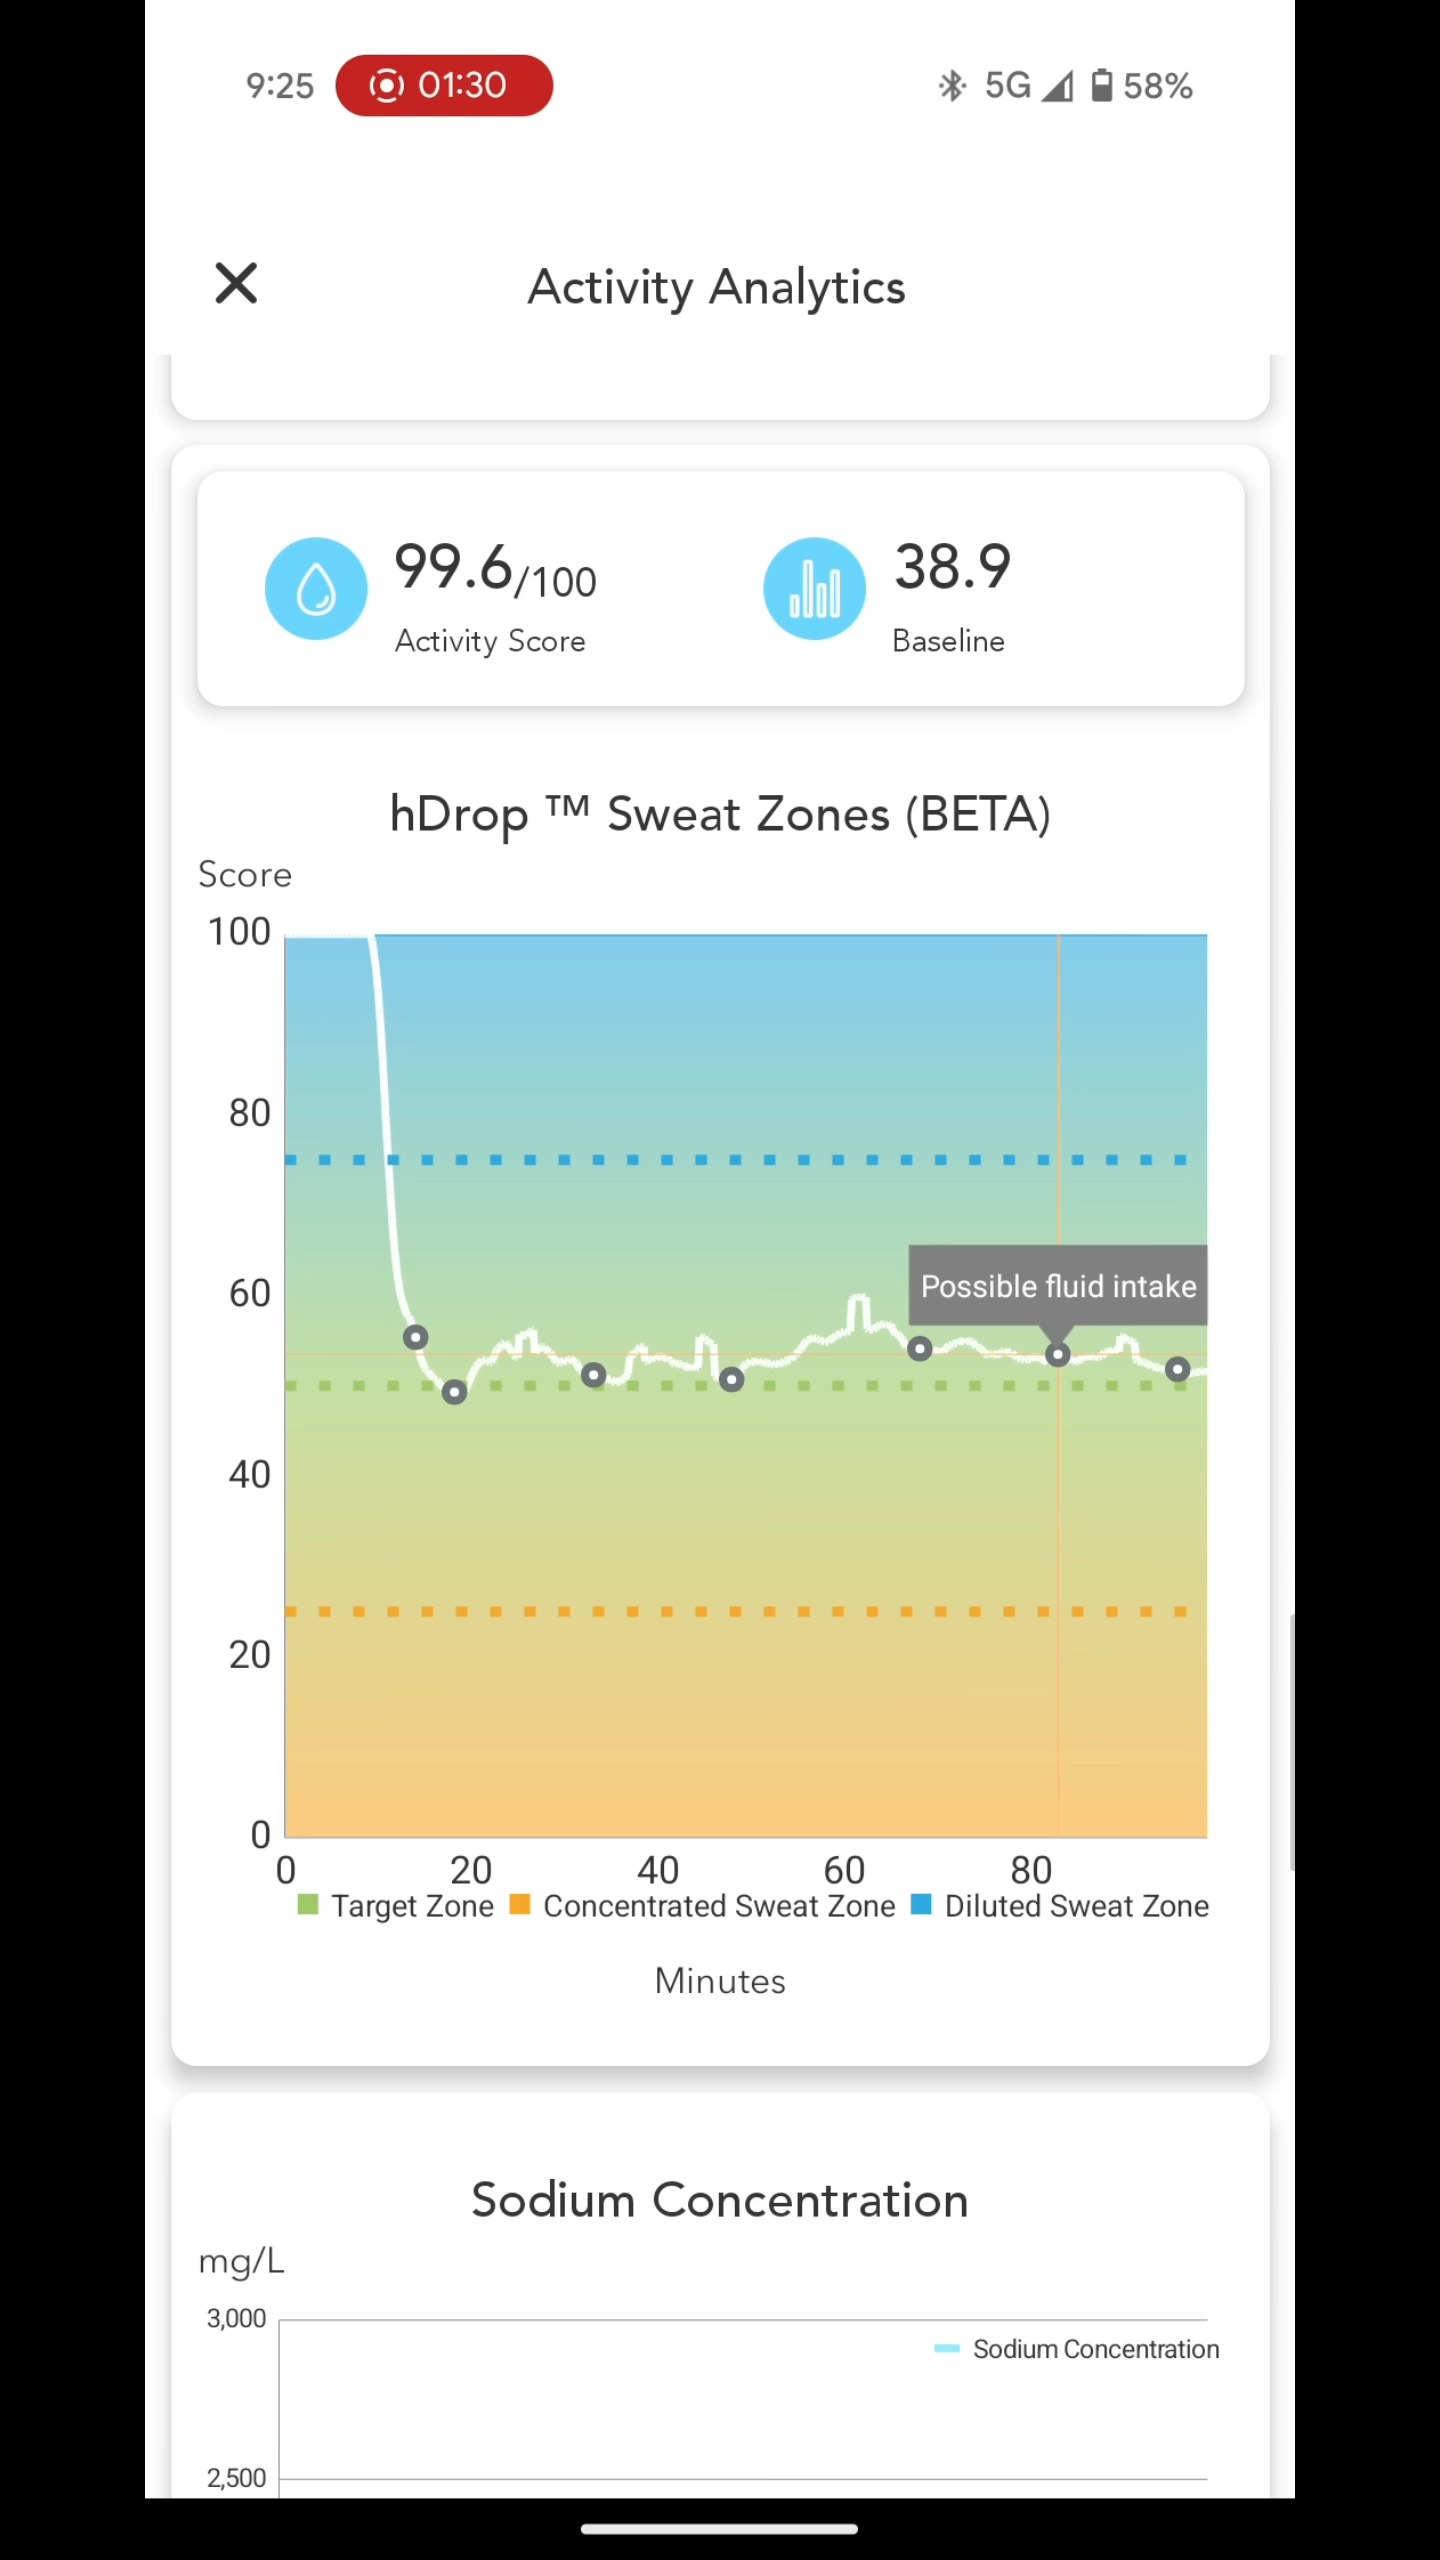 9:25 01:30 5G 58%
Activity Analytics
99.6/100 38.9
Activity Score Baseline
hDrop ™ Sweat Zones (BETA)
Score
100
80
60
Possible fluid intake
40
20
0
0 20 40 60 80
Target Zone Concentrated Sweat Zone Diluted Sweat Zone
Minutes
Sodium Concentration
mg/L
3,000
Sodium Concentration
2,500